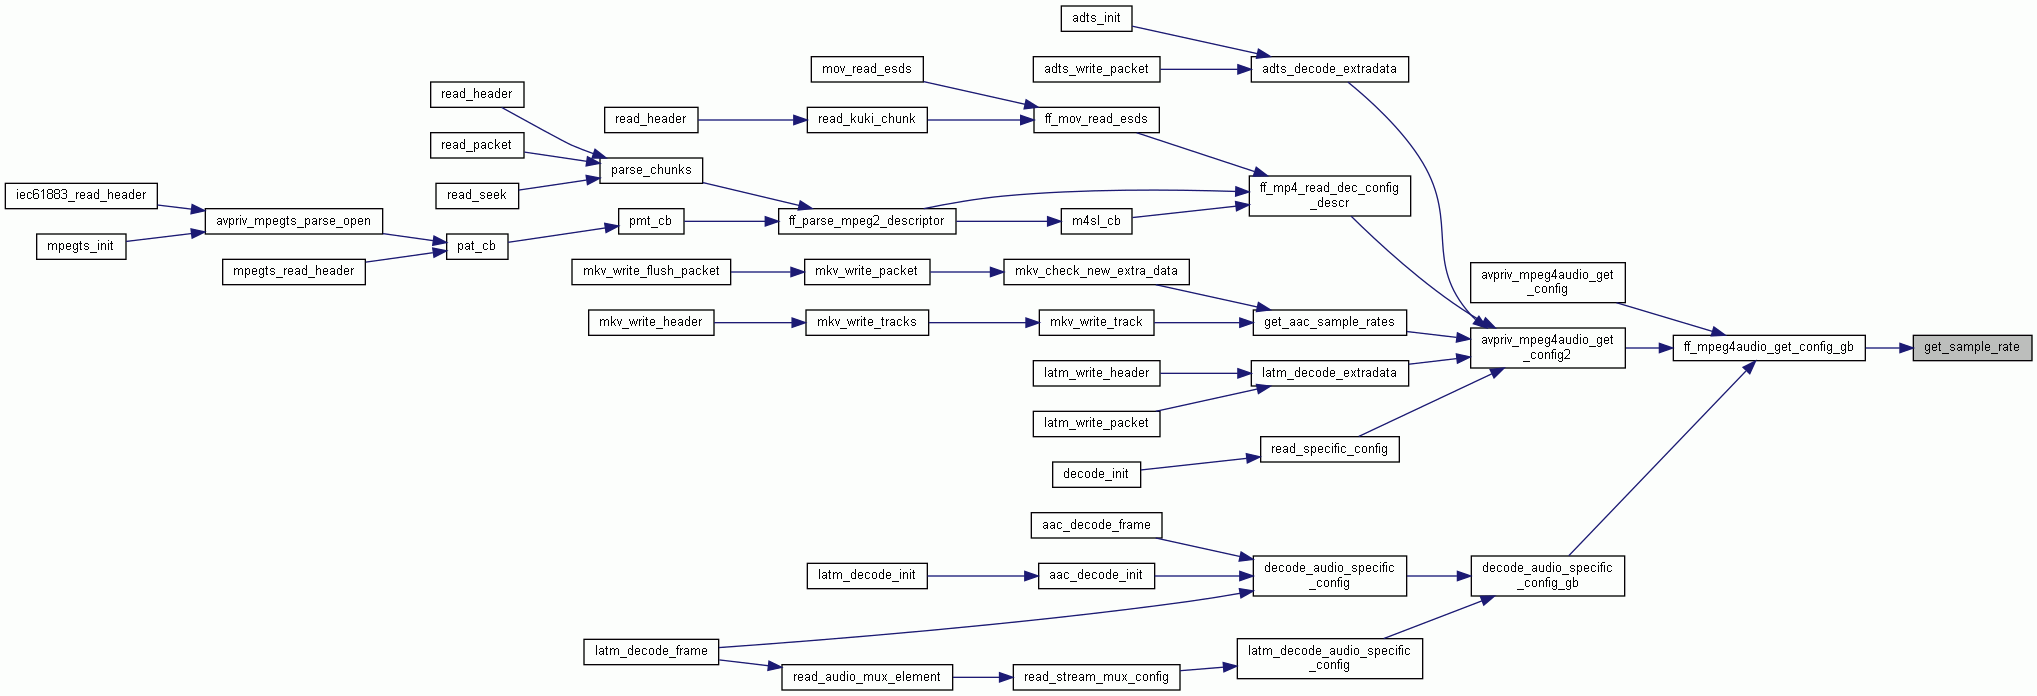 adts_init
mov_read_esds
adts_write_packet
adts_decode_extradata
read_header
read_header
read_kuki_chunk
ff_mov_read_esds
read_packet
parse_chunks
iec61883_read_header
read_seek
ff_mp4_read_dec_config
_descr
avpriv_mpegts_parse_open
pmt_cb
ff_parse_mpeg2_descriptor
m4sl_cb
mpegts_init
pat_cb
mpegts_read_header
mkv_write_flush_packet
mkv_write_packet
mkv_check_new_extra_data
avpriv_mpeg4audio_get
_config
mkv_write_header
mkv_write_tracks
mkv_write_track
get_aac_sample_rates
avpriv_mpeg4audio_get
_config2
ff_mpeg4audio_get_config_gb
get_sample_rate
latm_write_header
latm_decode_extradata
latm_write_packet
read_specific_config
decode_init
aac_decode_frame
latm_decode_init
aac_decode_init
decode_audio_specific
_config
decode_audio_specific
_config_gb
latm_decode_frame
latm_decode_audio_specific
_config
read_audio_mux_element
read_stream_mux_config